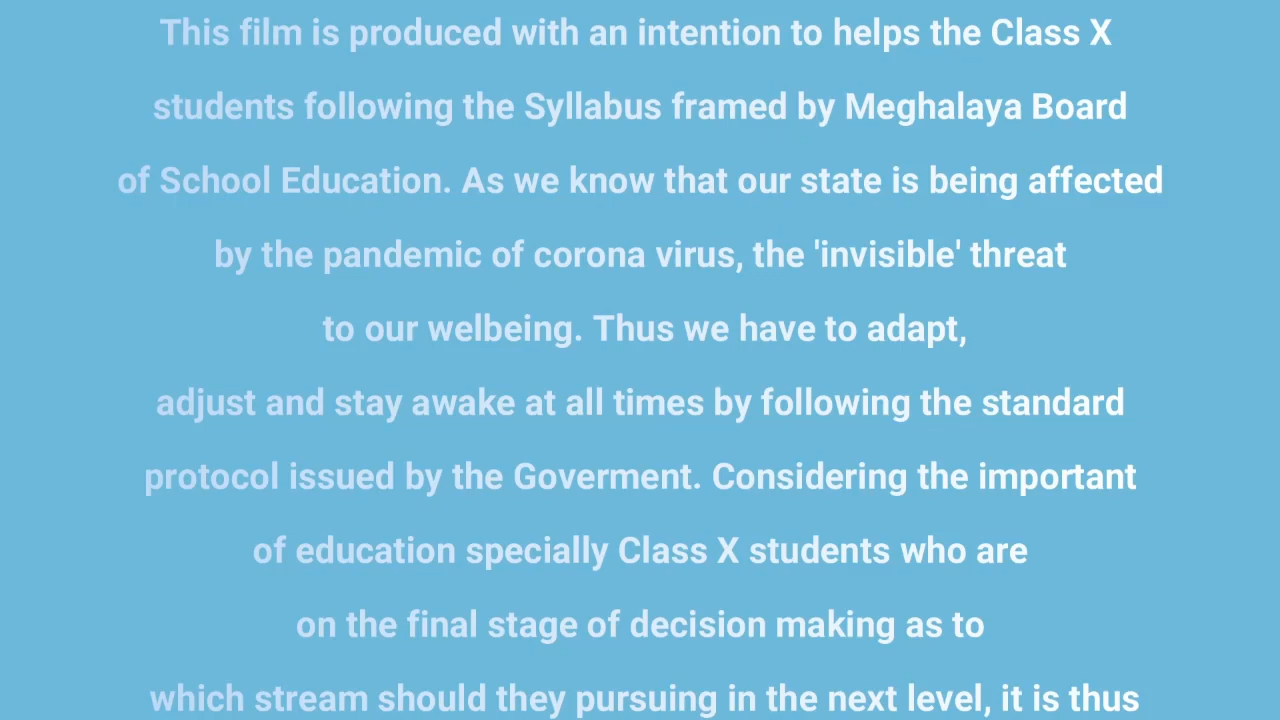 This film is produced with an intention to helps the Class X
students following the Syllabus framed by Meghalaya Board
of School Education. As we know that our state is being affected
by the pandemic of corona virus, the 'invisible' threat
to our welbeing. Thus we have to adapt,
adjust and stay awake at all times by following the standard
protocol issued by the Goverment. Considering the important
of education specially Class X students who are
on the final stage of decision making as to
which stream should they pursuing in the next level, it is thus